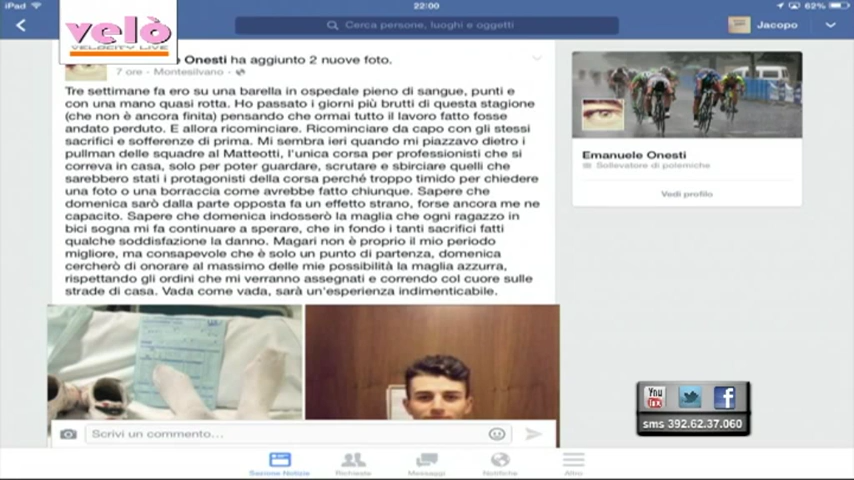 iPad
22:00
62%
velò
VELOCITY LIVE
Cerca persone, luoghi e oggetti
Jacopo
e Onesti ha aggiunto 2 nuove foto.
7 ore · Montesilvano ·
Tre settimane fa ero su una barella in ospedale pieno di sangue, punti e
con una mano quasi rotta. Ho passato i giorni più brutti di questa stagione
(che non è ancora finita) pensando che ormai tutto il lavoro fatto fosse
andato perduto. E allora ricominciare. Ricominciare da capo con gli stessi
sacrifici e sofferenze di prima. Mi sembra ieri quando mi piazzavo dietro i
pullman delle squadre al Matteotti, l'unica corsa per professionisti che si
correva in casa, solo per poter guardare, scrutare e sbirciare quelli che
sarebbero stati i protagonisti della corsa perché troppo timido per chiedere
una foto o una borraccia come avrebbe fatto chiunque. Sapere che
domenica sarò dalla parte opposta fa un effetto strano, forse ancora me ne
capacito. Sapere che domenica indosserò la maglia che ogni ragazzo in
bici sogna mi fa continuare a sperare, che in fondo i tanti sacrifici fatti
qualche soddisfazione la danno. Magari non è proprio il mio periodo
migliore, ma consapevole che è solo un punto di partenza, domenica
cercherò di onorare al massimo delle mie possibilità la maglia azzurra,
rispettando gli ordini che mi verranno assegnati e correndo col cuore sulle
strade di casa. Vada come vada, sarà un'esperienza indimenticabile.
Emanuele Onesti
Sollevatore di polemiche
Vedi profilo
Scrivi un commento...
You
sms 392.62.37.060
Sezione Notizie
Richieste
Messaggi
Notifiche
Altro